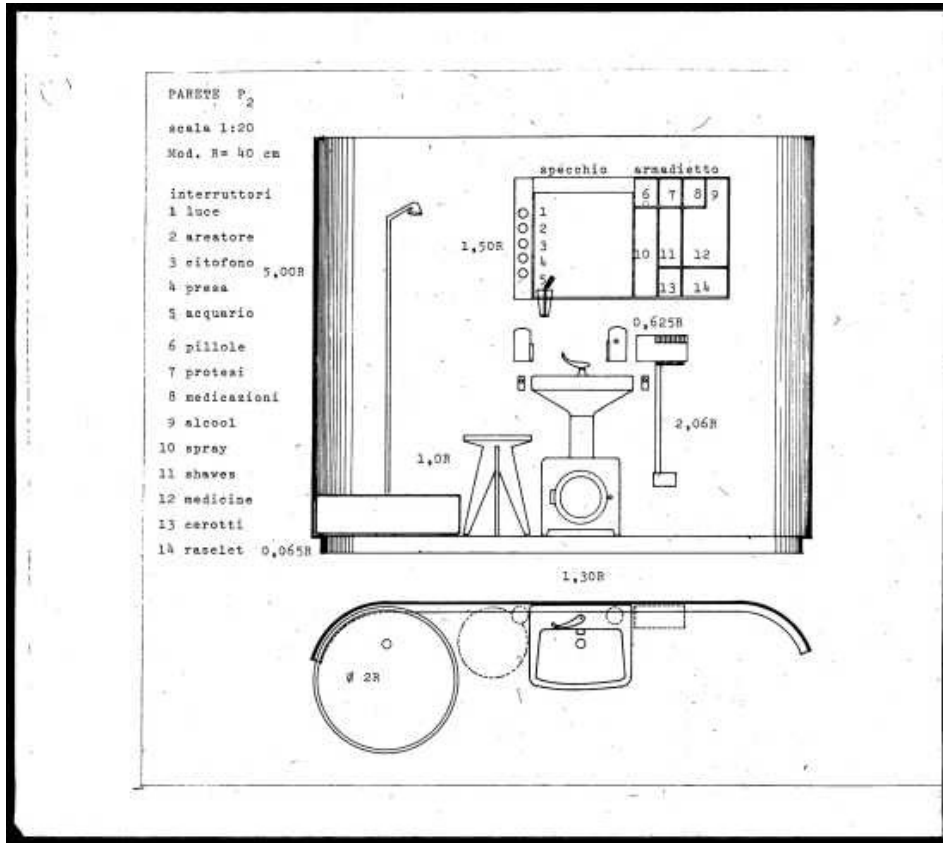 PARETE P2
scala 1:20
Mod. R= 40 cm
interruttori
1 luce
2 areatore
3 citofono
4 presa
5 acquario
6 pillole
7 protesi
8 medicazioni
9 alcool
10 spray
11 shaves
12 medicine
13 cerotti
14 raselet
5,00R
0,065R
specchio armadietto
6 7 8 9
1
2
3
4
5
10 11 12
13 14
1,50R
0,625R
2,06R
1,0R
1,30R
ø 2R